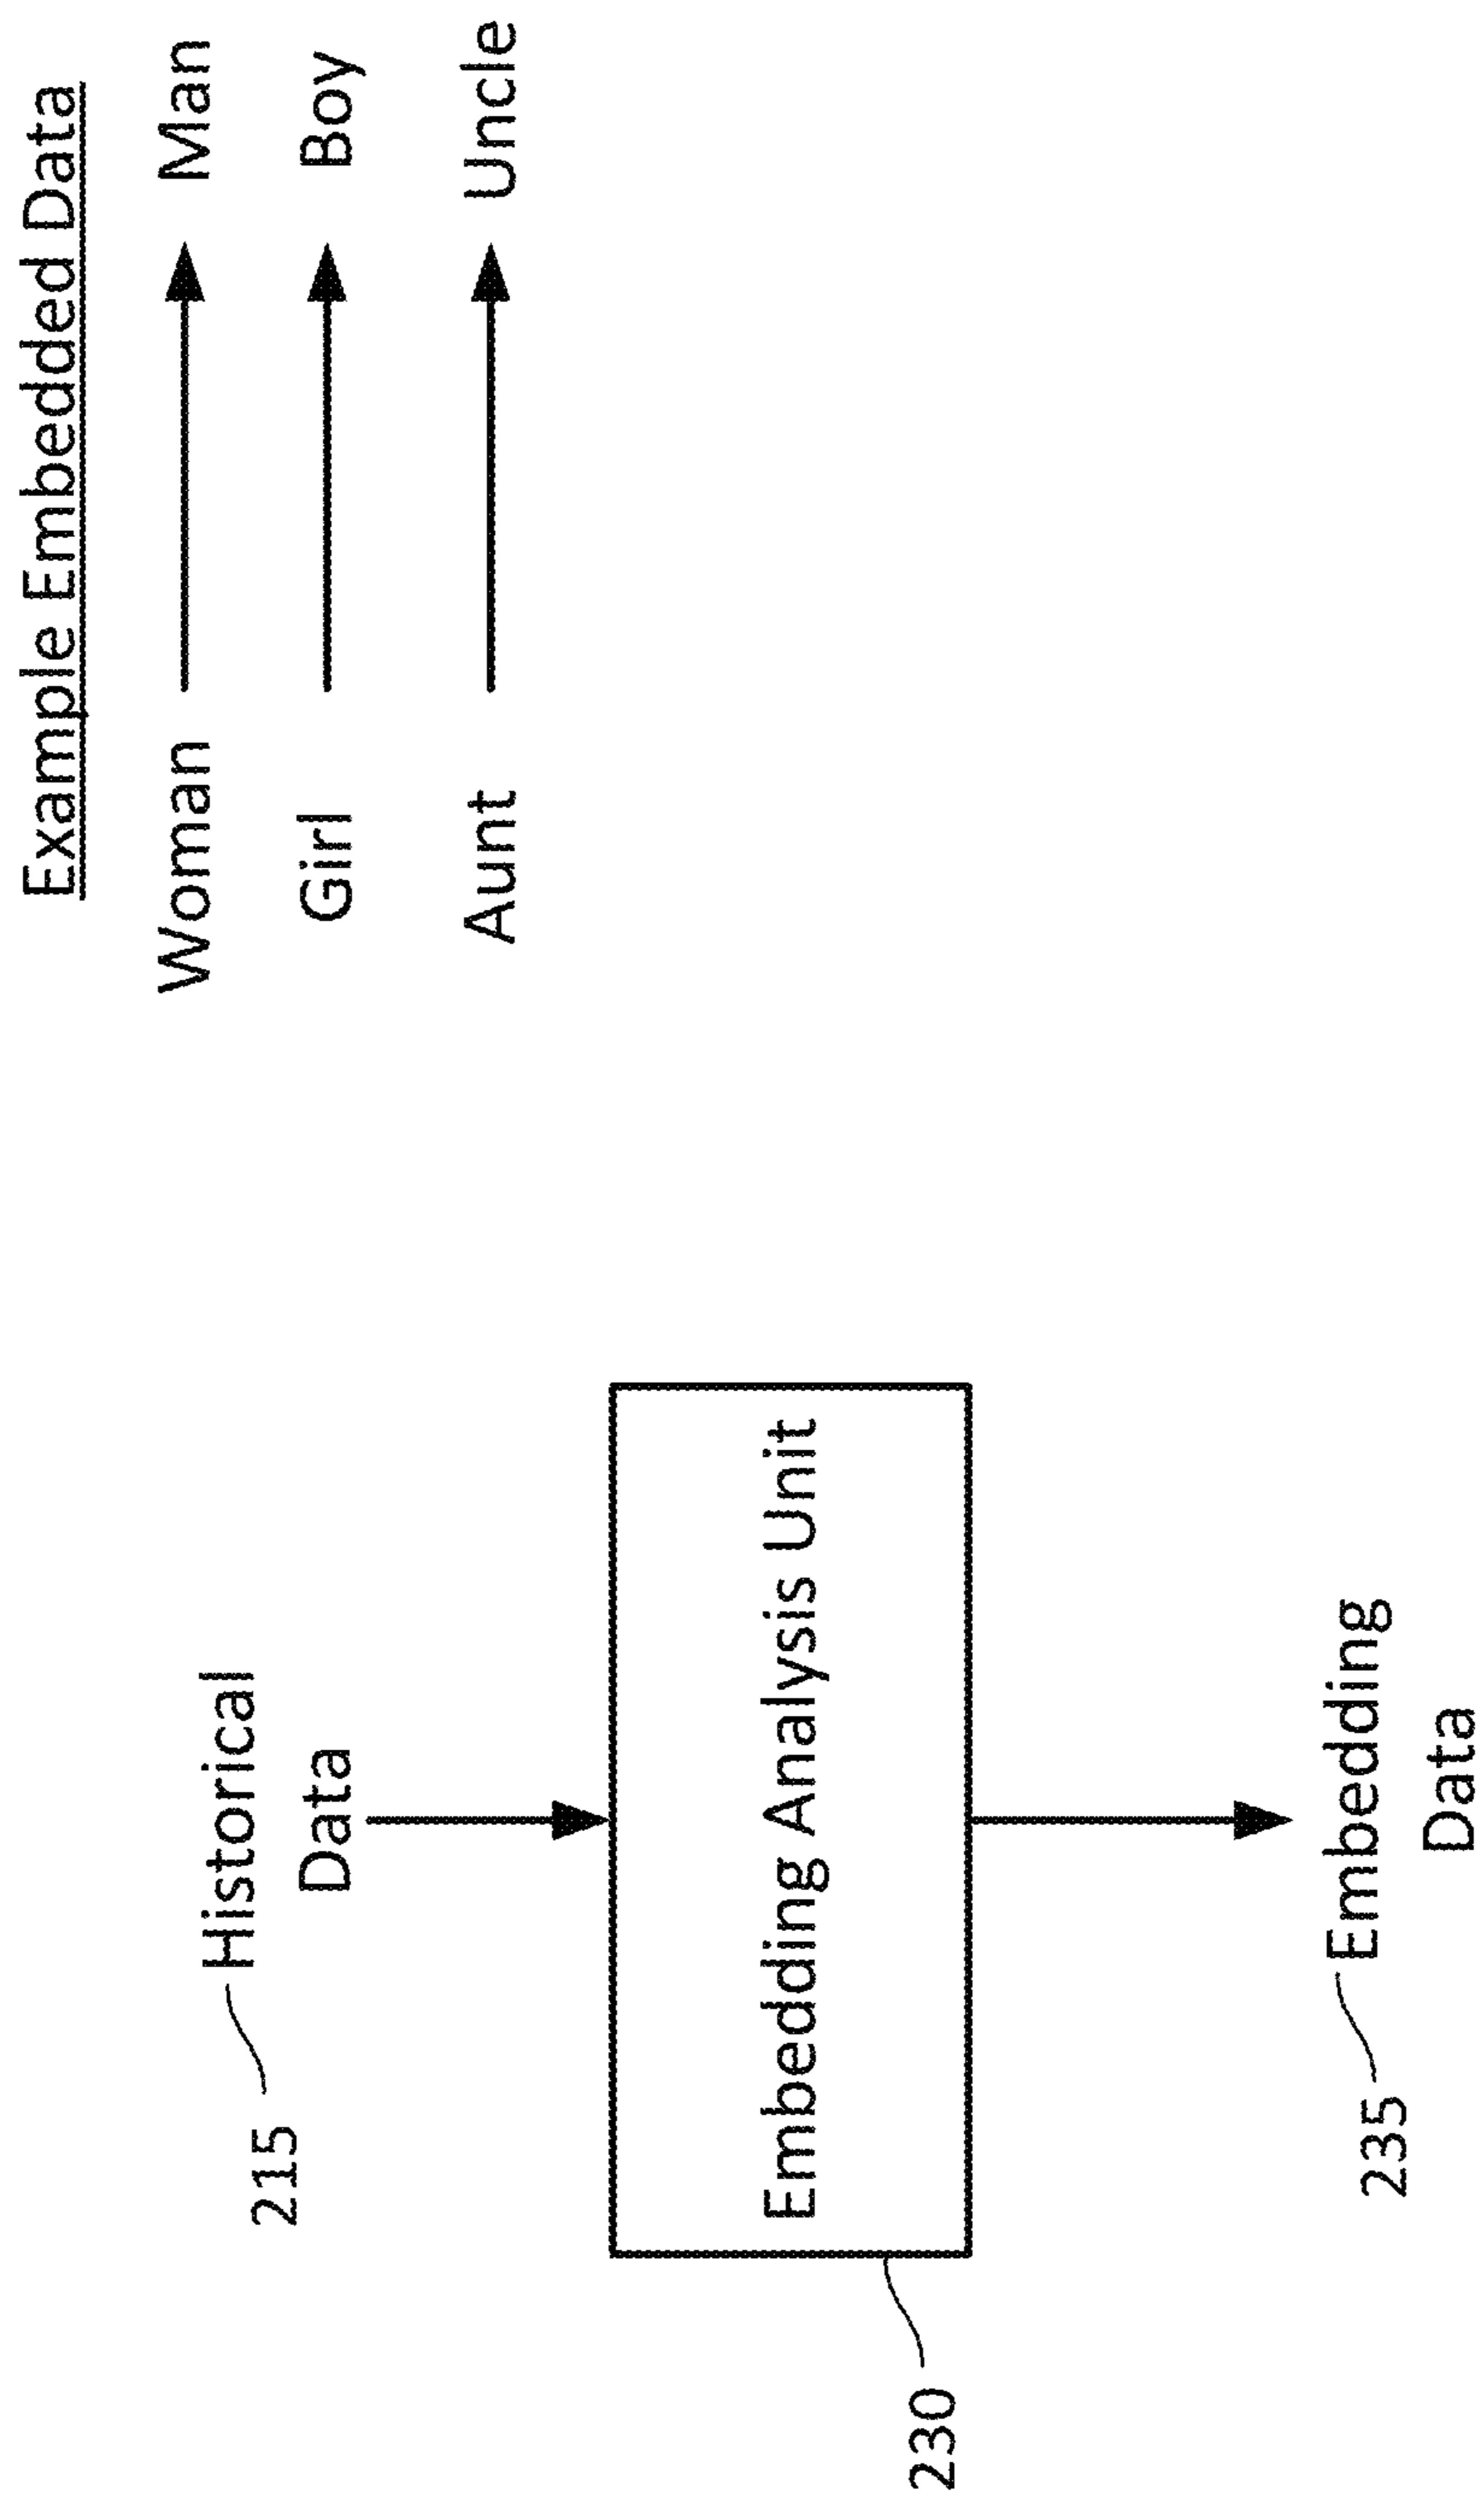 215
Historical
Data
230
Embedding Analysis Unit
235
Embedding
Data
Example Embedded Data
Woman Man
Girl Boy
Aunt Uncle